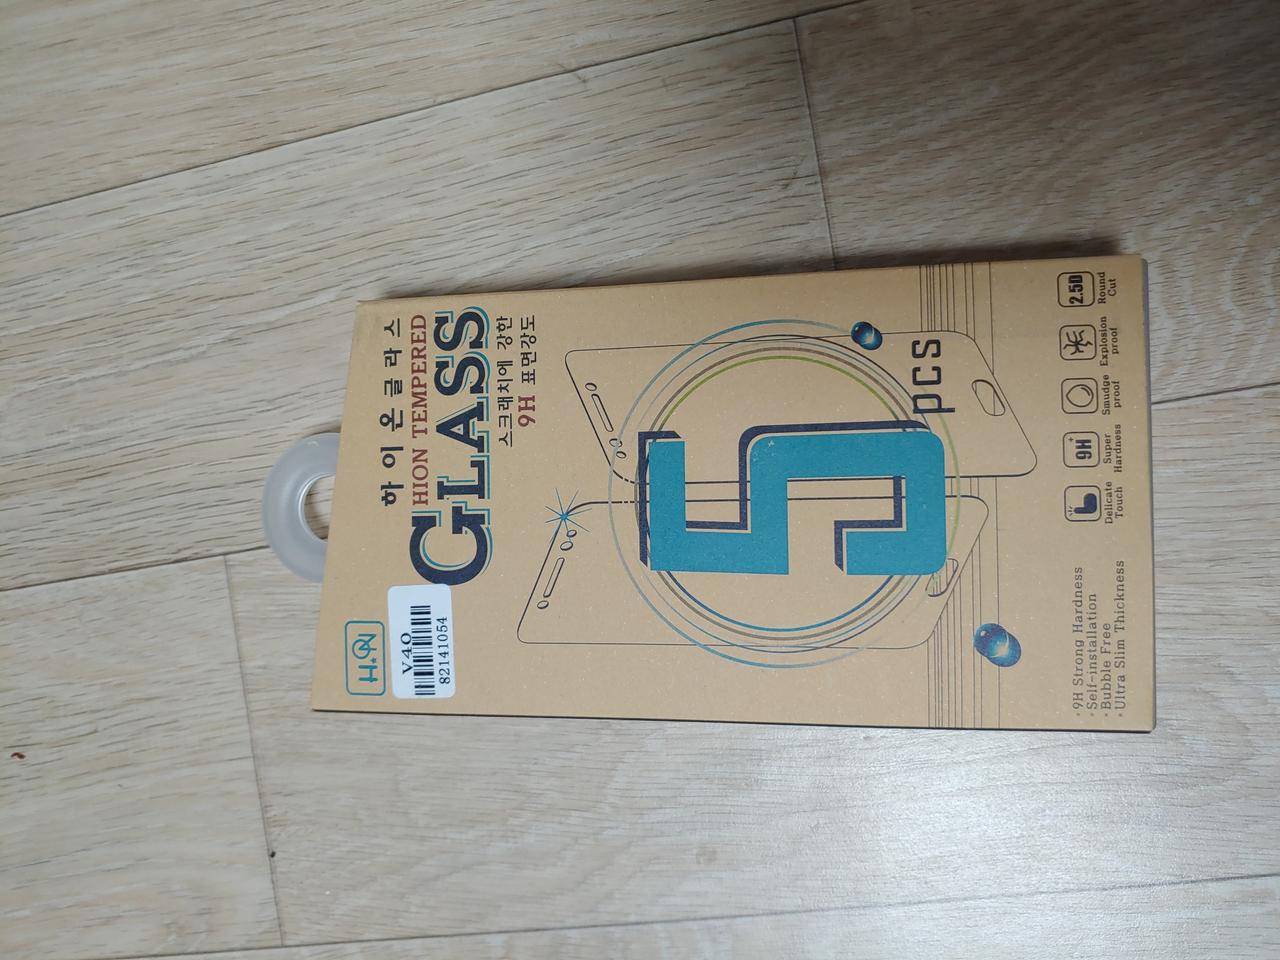 H.ON
V40
82141054
하이온글라스
HION TEMPERED
GLASS
스크래치에 강한
9H 표면강도
5
pcs
· 9H Strong Hardness
· Self-installation
· Bubble Free
· Ultra Slim Thickness
Delicate
Touch
9H+
Super
Hardness
Smudge
proof
Explosion
proof
2.5D
Round
Cut